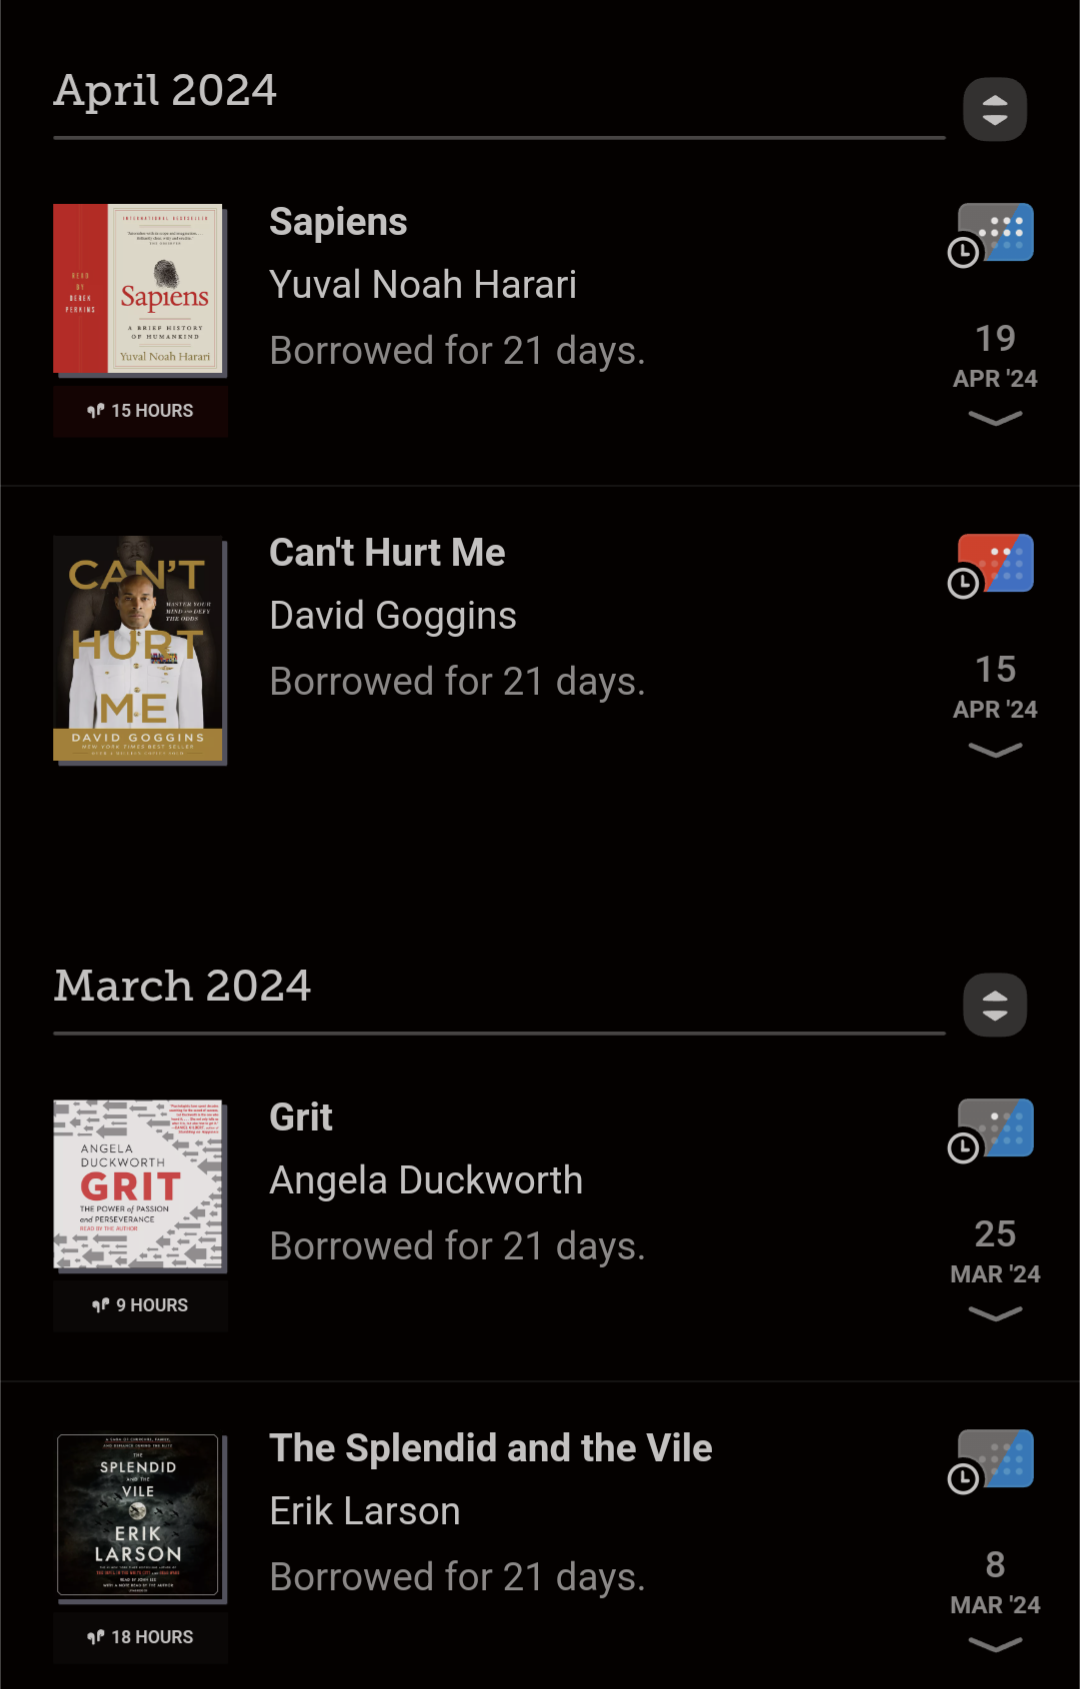 April 2024
INTERNATIONAL BESTSELLER
READ
BY
DEREK
PERKINS
Sapiens
A BRIEF HISTORY
OF HUMANKIND
Yuval Noah Harari
15 HOURS
Sapiens
Yuval Noah Harari
Borrowed for 21 days.
19
APR '24
CAN'T
HURT
ME
MASTER YOUR
MIND AND DEFY
THE ODDS
DAVID GOGGINS
NEW YORK TIMES BEST SELLER
Can't Hurt Me
David Goggins
Borrowed for 21 days.
15
APR '24
March 2024
ANGELA
DUCKWORTH
GRIT
THE POWER of PASSION
and PERSEVERANCE
READ BY THE AUTHOR
9 HOURS
Grit
Angela Duckworth
Borrowed for 21 days.
25
MAR '24
THE
SPLENDID
AND THE
VILE
ERIK
LARSON
18 HOURS
The Splendid and the Vile
Erik Larson
Borrowed for 21 days.
8
MAR '24